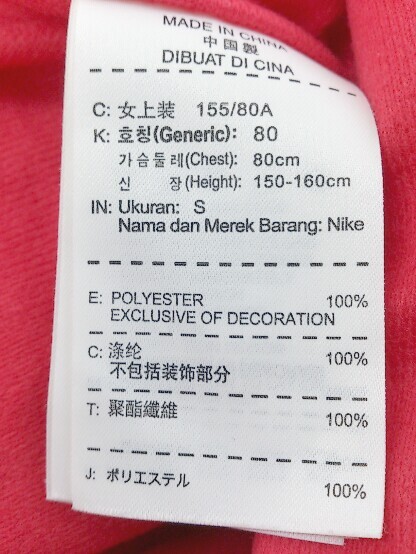 MADE IN CHINA
中国製
DIBUAT DI CINA
C: 女上装 155/80A
K: 호칭(Generic): 80
가슴둘레(Chest): 80cm
신 장(Height): 150-160cm
IN: Ukuran: S
Nama dan Merek Barang: Nike
E: POLYESTER 100%
EXCLUSIVE OF DECORATION
C: 涤纶 100%
不包括装饰部分
T: 聚酯纖維 100%
J: ポリエステル 100%